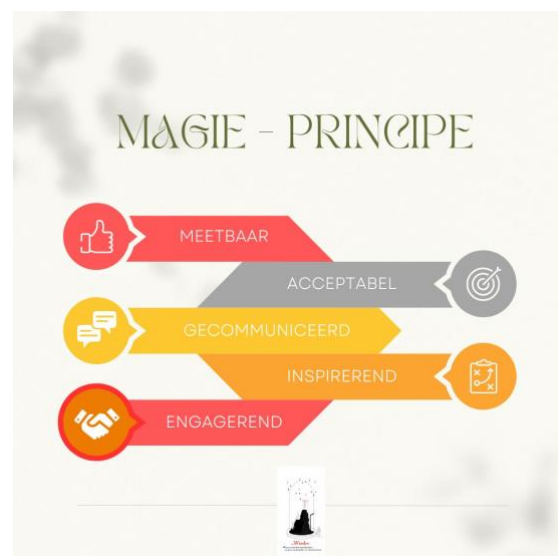 MAGIE - PRINCIPE
MEETBAAR
ACCEPTABEL
GECOMMUNICEERD
INSPIREREND
ENGAGEREND